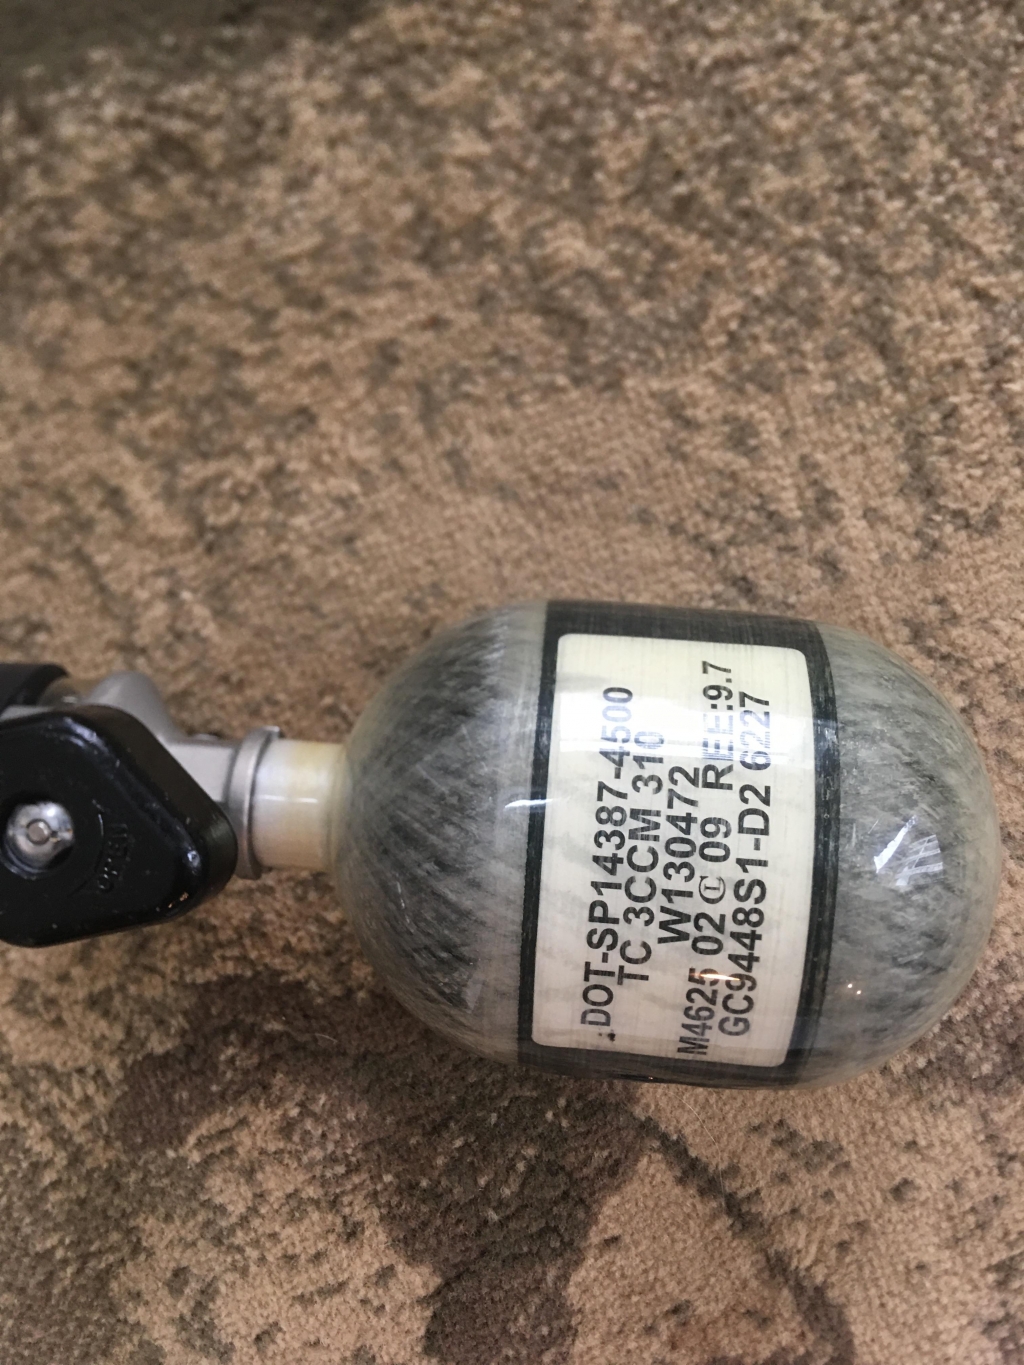 :DOT-SP14387-4500
TC 3CCM 310
W130472
M4625 02 Ⓛ 09 REE:9.7
GC9448S1-D2 6227